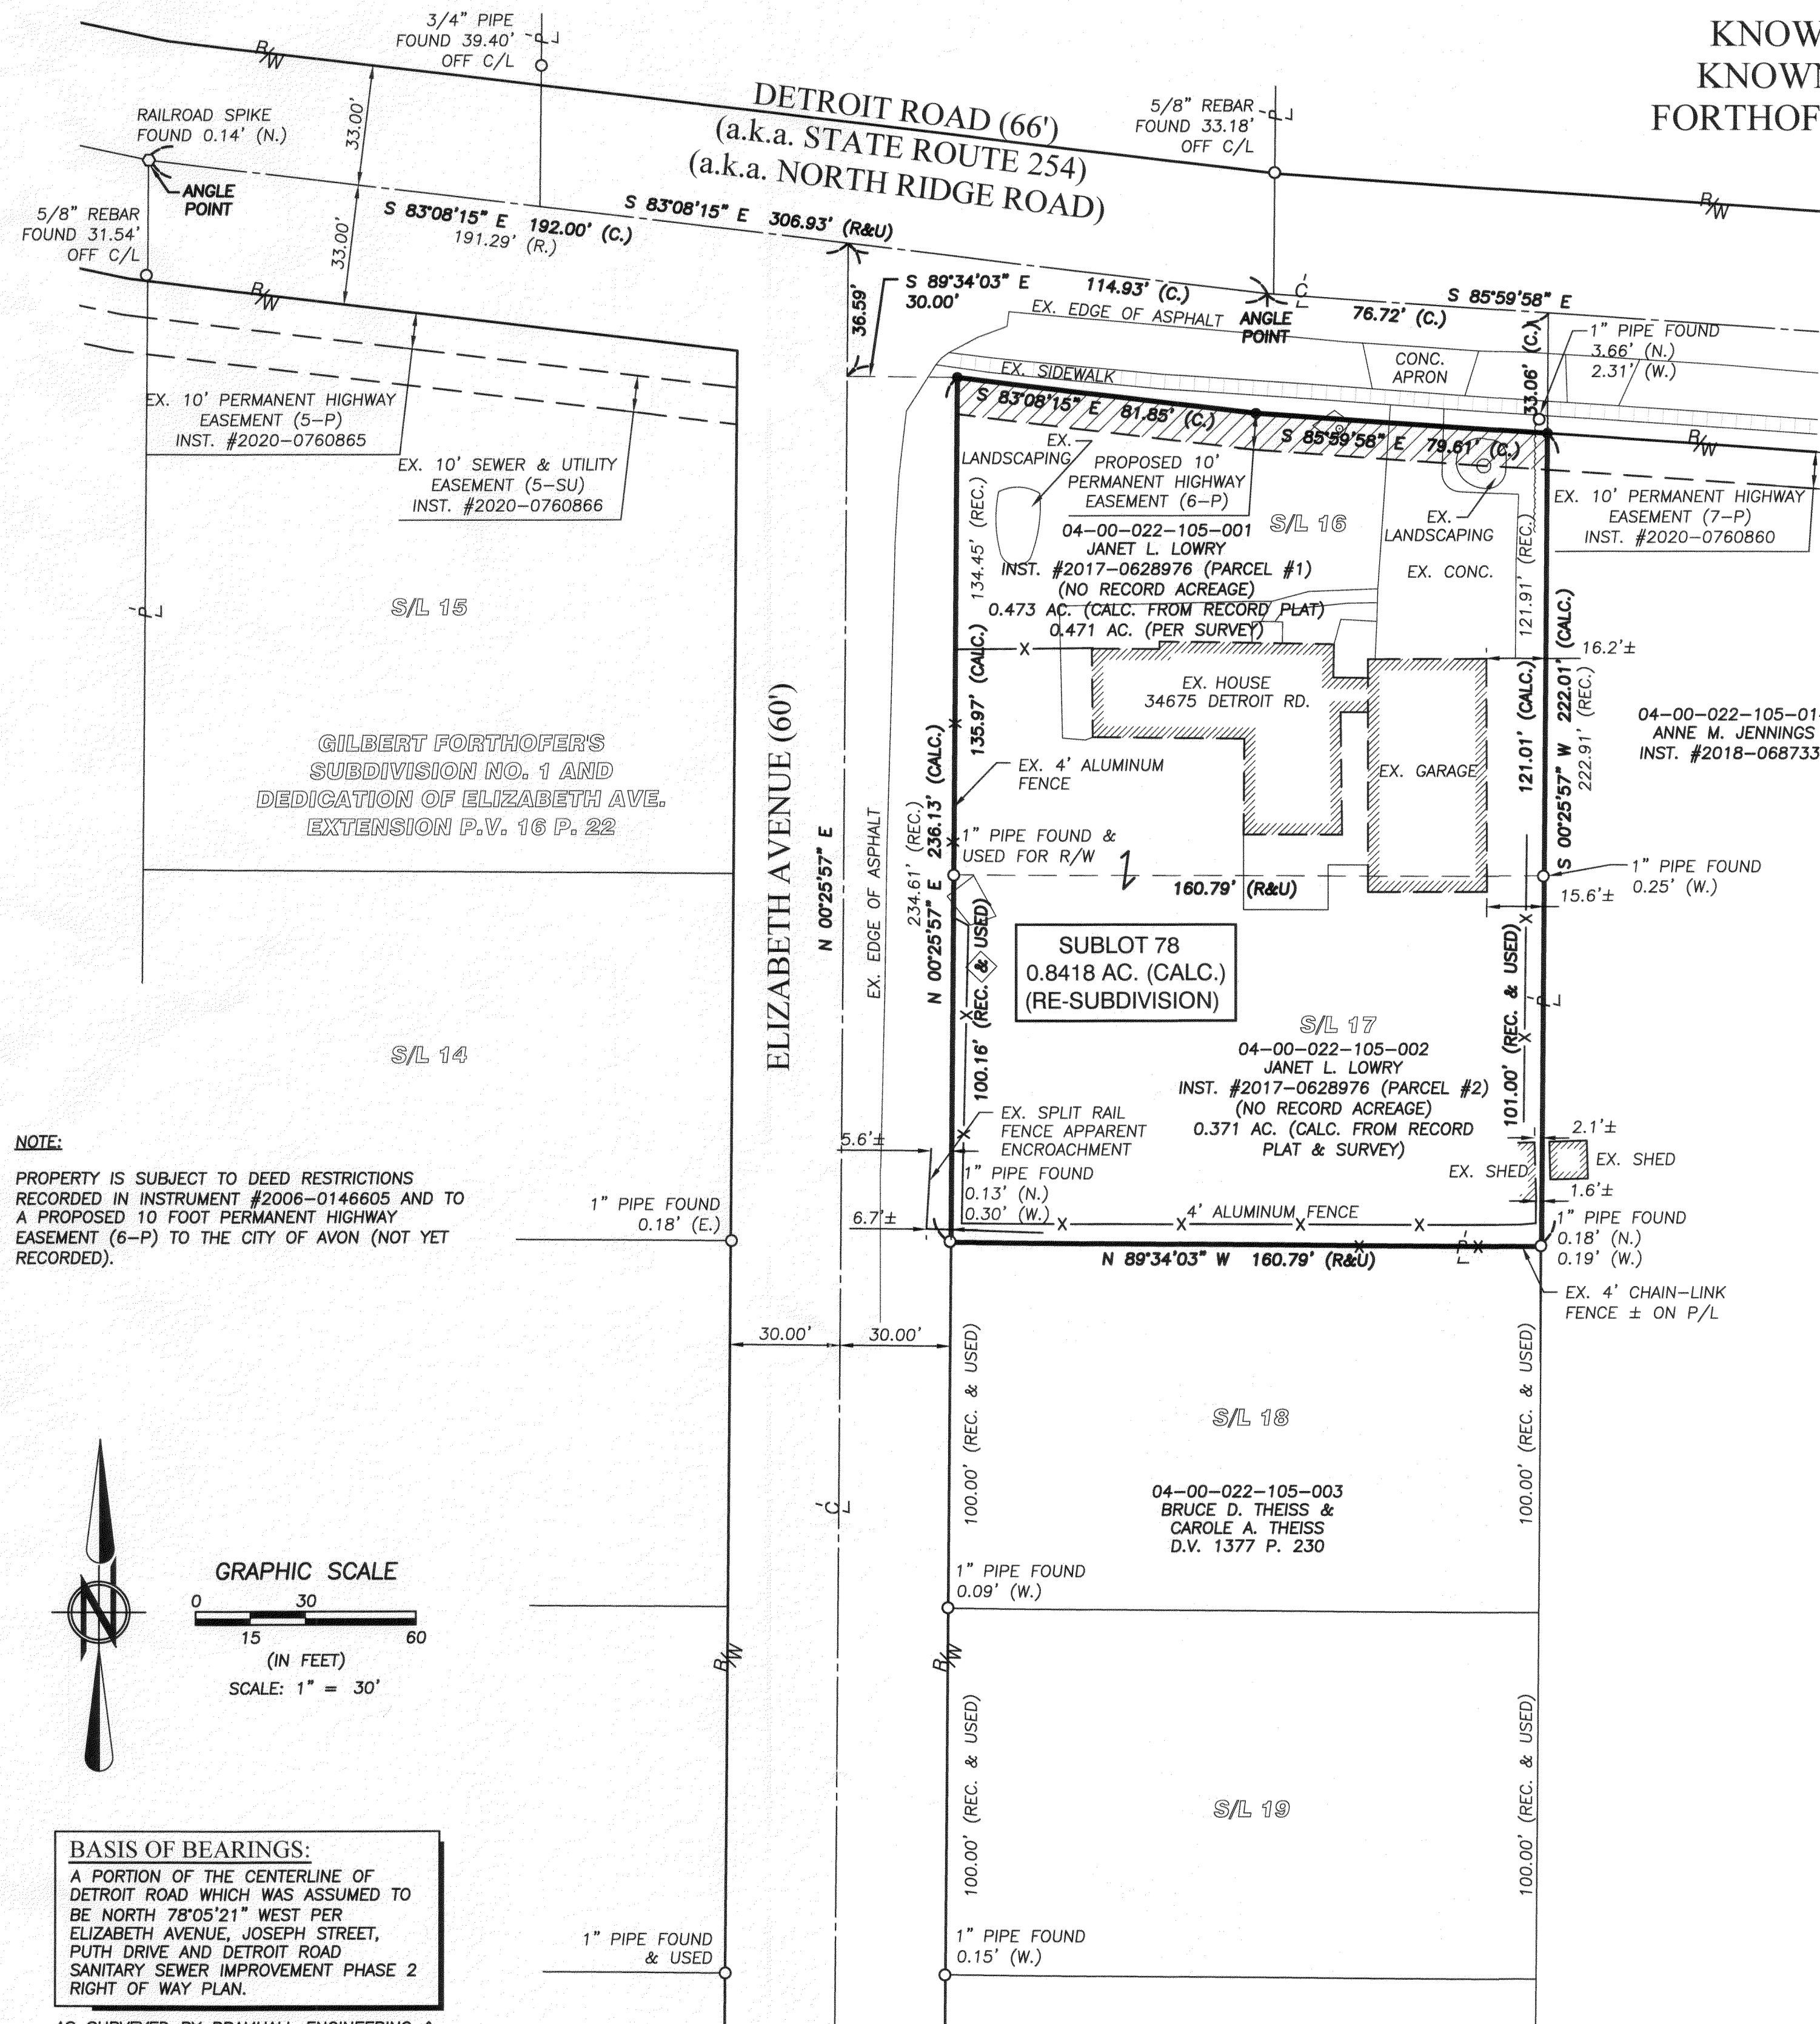 KNOW
KNOWN
FORTHOF
3/4" PIPE
FOUND 39.40'
OFF C/L
R/W
33.00'
RAILROAD SPIKE
FOUND 0.14' (N.)
ANGLE
POINT
5/8" REBAR
FOUND 31.54'
OFF C/L
33.00'
R/W
DETROIT ROAD (66')
(a.k.a. STATE ROUTE 254)
(a.k.a. NORTH RIDGE ROAD)
5/8" REBAR
FOUND 33.18'
OFF C/L
R/W
S 83°08'15" E 192.00' (C.)
191.29' (R.)
S 83°08'15" E 306.93' (R&U)
36.59'
S 89°34'03" E
30.00'
114.93' (C.)
ANGLE
POINT
S 85°59'58" E
76.72' (C.)
33.06' (C.)
1" PIPE FOUND
3.66' (N.)
2.31' (W.)
EX. EDGE OF ASPHALT
CONC.
APRON
EX. SIDEWALK
S 83°08'15" E 81.85' (C.)
S 85°59'58" E 79.61' (C.)
R/W
EX. 10' PERMANENT HIGHWAY
EASEMENT (5-P)
INST. #2020-0760865
EX. 10' SEWER & UTILITY
EASEMENT (5-SU)
INST. #2020-0760866
EX.
LANDSCAPING
PROPOSED 10'
PERMANENT HIGHWAY
EASEMENT (6-P)
S/L 16
EX.
LANDSCAPING
EX. 10' PERMANENT HIGHWAY
EASEMENT (7-P)
INST. #2020-0760860
04-00-022-105-001
JANET L. LOWRY
INST. #2017-0628976 (PARCEL #1)
(NO RECORD ACREAGE)
0.473 AC. (CALC. FROM RECORD PLAT)
0.471 AC. (PER SURVEY)
134.45' (REC.)
135.97' (CALC.)
EX. CONC.
121.91' (REC.)
121.01' (CALC.)
S 00°25'57" W 222.01' (CALC.)
222.91' (REC.)
16.2'±
S/L 15
EX. HOUSE
34675 DETROIT RD.
EX. GARAGE
04-00-022-105-01
ANNE M. JENNINGS
INST. #2018-068733
GILBERT FORTHOFER'S
SUBDIVISION NO. 1 AND
DEDICATION OF ELIZABETH AVE.
EXTENSION P.V. 16 P. 22
ELIZABETH AVENUE (60')
N 00°25'57" E
EX. EDGE OF ASPHALT
234.61' (REC.)
N 00°25'57" E 236.13' (CALC.)
EX. 4' ALUMINUM
FENCE
1" PIPE FOUND &
USED FOR R/W
160.79' (R&U)
1" PIPE FOUND
0.25' (W.)
15.6'±
100.16' (REC. & USED)
101.00' (REC. & USED)
SUBLOT 78
0.8418 AC. (CALC.)
(RE-SUBDIVISION)
S/L 14
S/L 17
04-00-022-105-002
JANET L. LOWRY
INST. #2017-0628976 (PARCEL #2)
(NO RECORD ACREAGE)
0.371 AC. (CALC. FROM RECORD
PLAT & SURVEY)
EX. SPLIT RAIL
FENCE APPARENT
ENCROACHMENT
5.6'±
1" PIPE FOUND
0.13' (N.)
0.30' (W.)
6.7'±
2.1'±
EX. SHED
EX. SHED
1.6'±
4' ALUMINUM FENCE
1" PIPE FOUND
0.18' (N.)
0.19' (W.)
N 89°34'03" W 160.79' (R&U)
EX. 4' CHAIN-LINK
FENCE ± ON P/L
NOTE:
PROPERTY IS SUBJECT TO DEED RESTRICTIONS
RECORDED IN INSTRUMENT #2006-0146605 AND TO
A PROPOSED 10 FOOT PERMANENT HIGHWAY
EASEMENT (6-P) TO THE CITY OF AVON (NOT YET
RECORDED).
1" PIPE FOUND
0.18' (E.)
30.00'
30.00'
100.00' (REC. & USED)
100.00' (REC. & USED)
S/L 18
04-00-022-105-003
BRUCE D. THEISS &
CAROLE A. THEISS
D.V. 1377 P. 230
1" PIPE FOUND
0.09' (W.)
N
GRAPHIC SCALE
0 30
15 60
(IN FEET)
SCALE: 1" = 30'
R/W
R/W
100.00' (REC. & USED)
100.00' (REC. & USED)
S/L 19
BASIS OF BEARINGS:
A PORTION OF THE CENTERLINE OF
DETROIT ROAD WHICH WAS ASSUMED TO
BE NORTH 78°05'21" WEST PER
ELIZABETH AVENUE, JOSEPH STREET,
PUTH DRIVE AND DETROIT ROAD
SANITARY SEWER IMPROVEMENT PHASE 2
RIGHT OF WAY PLAN.
1" PIPE FOUND
& USED
1" PIPE FOUND
0.15' (W.)
AS SURVEYED BY BRAMHALL ENGINEERING &